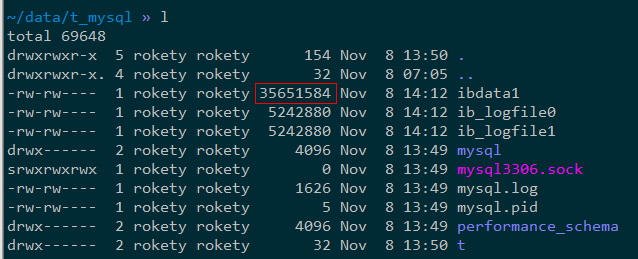 ~/data/t_mysql » l
total 69648
drwxrwxr-x  5 rokety rokety      154 Nov  8 13:50 .
drwxrwxr-x. 4 rokety rokety       32 Nov  8 07:05 ..
-rw-rw----  1 rokety rokety 35651584 Nov  8 14:12 ibdata1
-rw-rw----  1 rokety rokety  5242880 Nov  8 14:12 ib_logfile0
-rw-rw----  1 rokety rokety  5242880 Nov  8 14:12 ib_logfile1
drwx------  2 rokety rokety     4096 Nov  8 13:49 mysql
srwxrwxrwx  1 rokety rokety        0 Nov  8 13:49 mysql3306.sock
-rw-rw----  1 rokety rokety     1626 Nov  8 13:49 mysql.log
-rw-rw----  1 rokety rokety        5 Nov  8 13:49 mysql.pid
drwx------  2 rokety rokety     4096 Nov  8 13:49 performance_schema
drwx------  2 rokety rokety       32 Nov  8 13:50 t